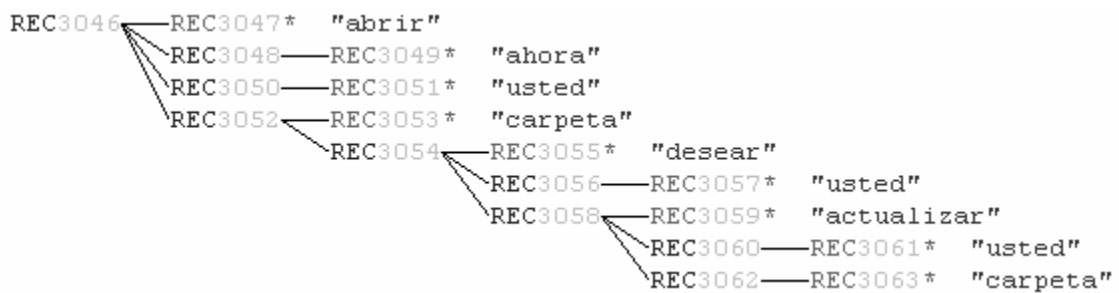 REC3046 REC3047* "abrir"
REC3048 REC3049* "ahora"
REC3050 REC3051* "usted"
REC3052 REC3053* "carpeta"
REC3054 REC3055* "desear"
REC3056 REC3057* "usted"
REC3058 REC3059* "actualizar"
REC3060 REC3061* "usted"
REC3062 REC3063* "carpeta"